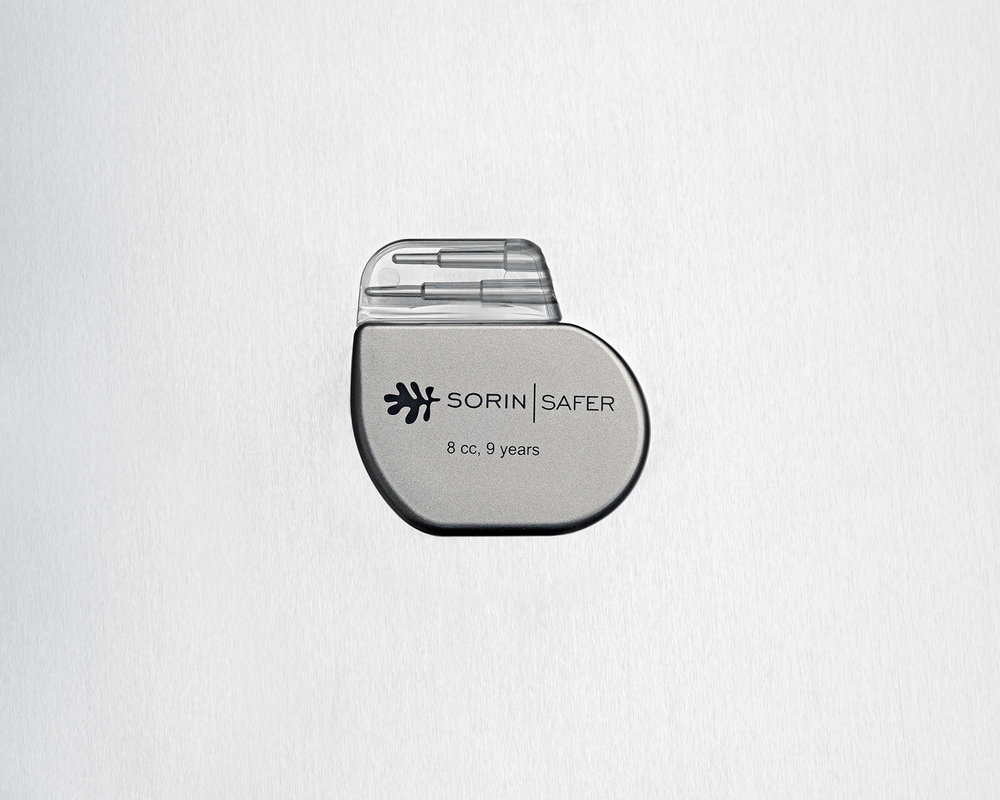 SORIN | SAFER
8 cc, 9 years